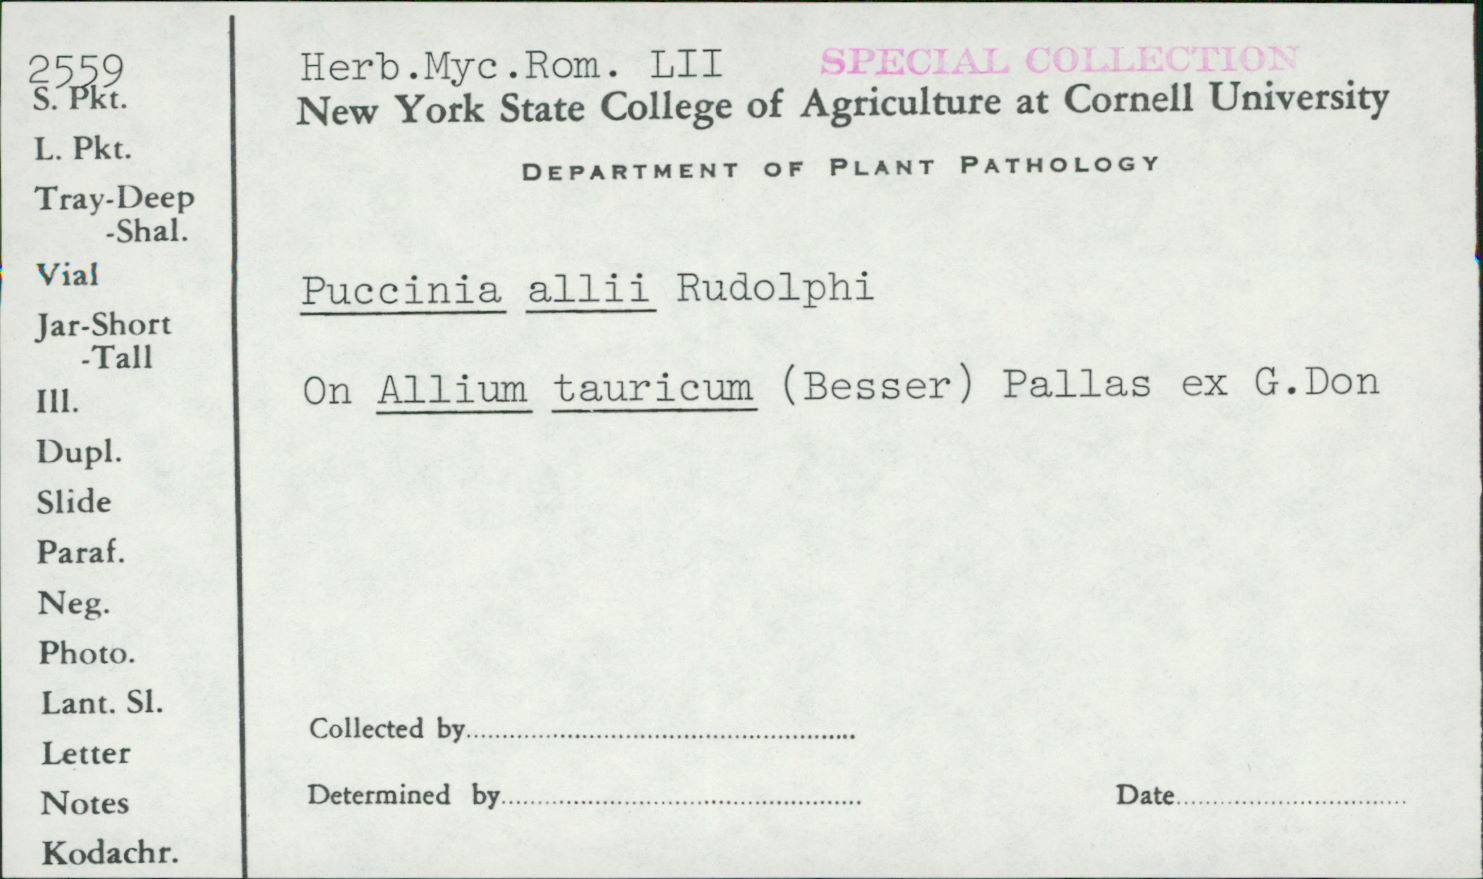 2559
S. Pkt.
L. Pkt.
Tray-Deep
-Shal.
Vial
Jar-Short
-Tall
Ill.
Dupl.
Slide
Paraf.
Neg.
Photo.
Lant. Sl.
Letter
Notes
Kodachr.
Herb.Myc.Rom. LII SPECIAL COLLECTION
New York State College of Agriculture at Cornell University
DEPARTMENT OF PLANT PATHOLOGY
Puccinia allii Rudolphi
On Allium tauricum (Besser) Pallas ex G.Don
Collected by
Determined by Date